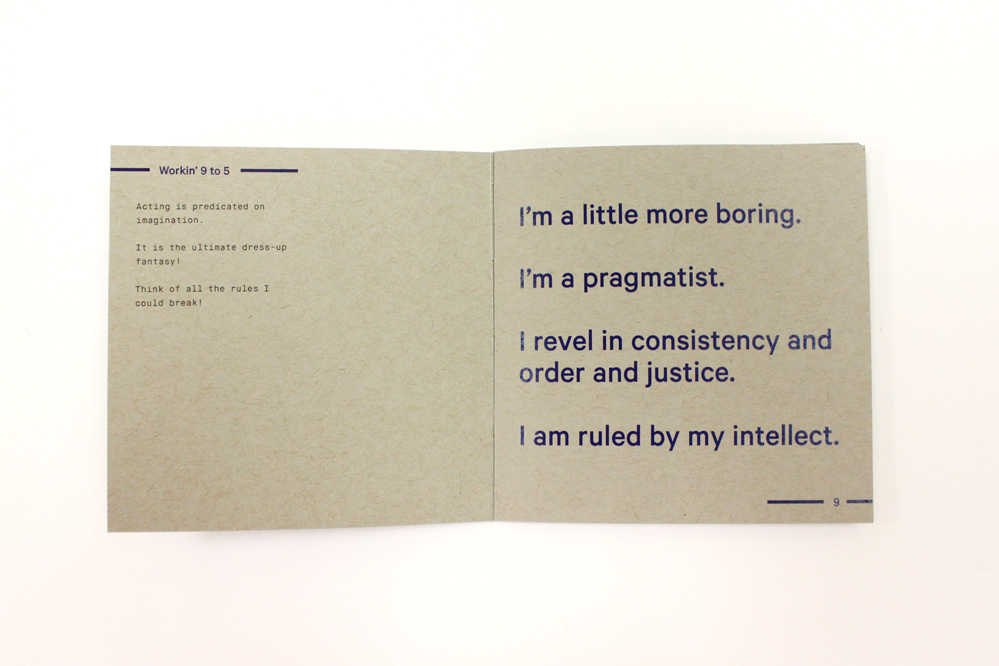 Workin' 9 to 5
Acting is predicated on
imagination.
It is the ultimate dress-up
fantasy!
Think of all the rules I
could break!
I'm a little more boring.
I'm a pragmatist.
I revel in consistency and
order and justice.
I am ruled by my intellect.
9